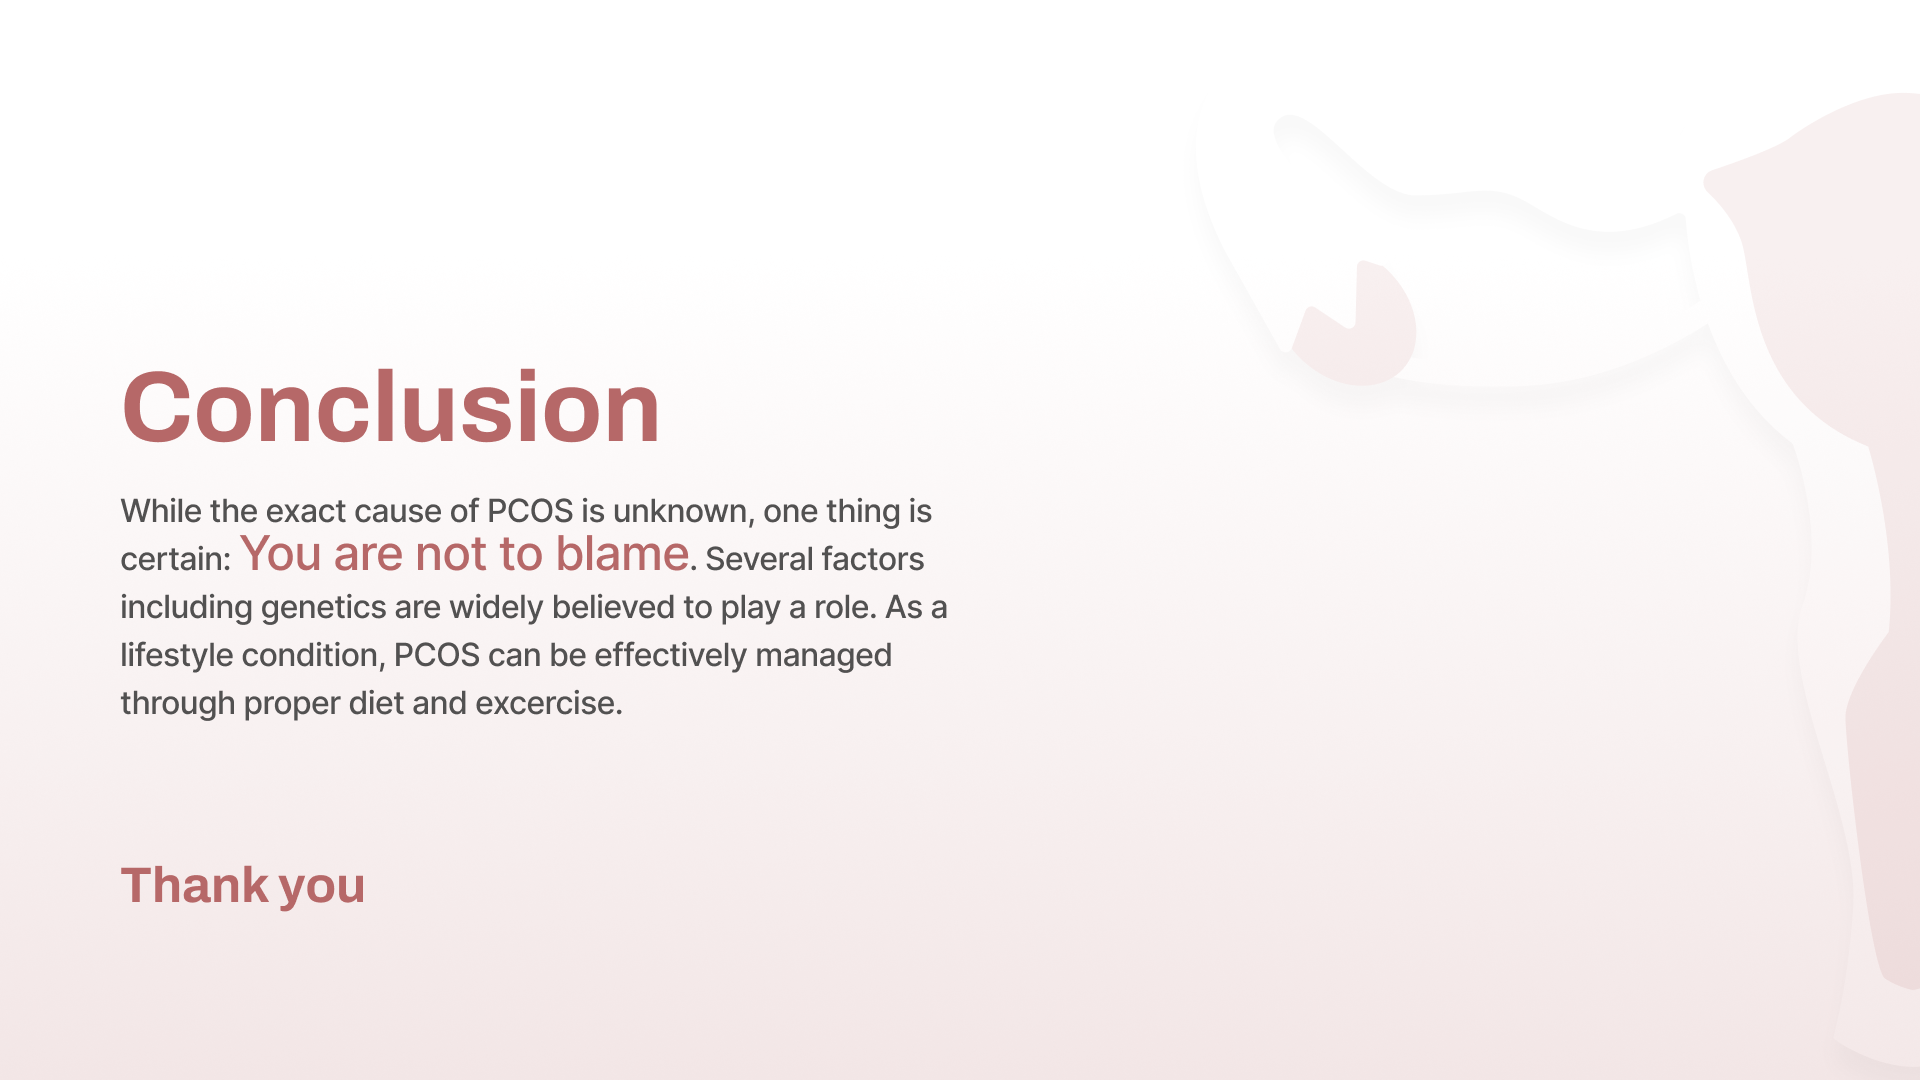 Conclusion
While the exact cause of PCOS is unknown, one thing is
certain: You are not to blame. Several factors
including genetics are widely believed to play a role. As a
lifestyle condition, PCOS can be effectively managed
through proper diet and excercise.
Thank you